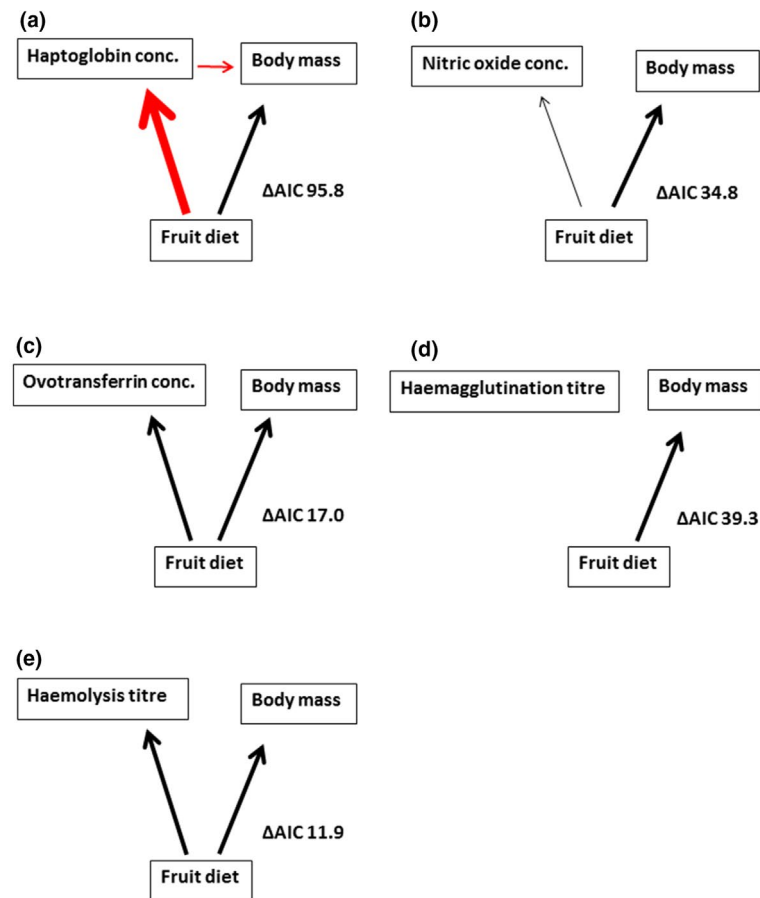 (a)
Haptoglobin conc.
Body mass
ΔAIC 95.8
Fruit diet
(b)
Nitric oxide conc.
Body mass
ΔAIC 34.8
Fruit diet
(c)
Ovotransferrin conc.
Body mass
ΔAIC 17.0
Fruit diet
(d)
Haemagglutination titre
Body mass
ΔAIC 39.3
Fruit diet
(e)
Haemolysis titre
Body mass
ΔAIC 11.9
Fruit diet